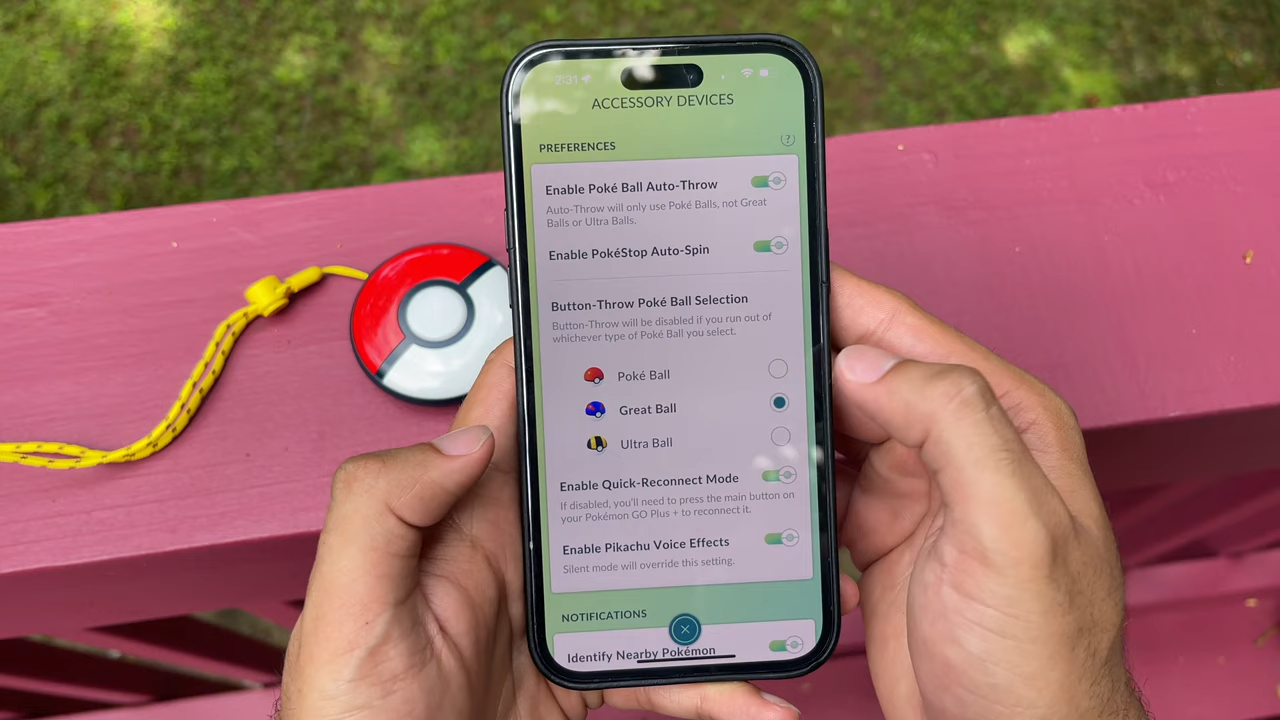 2:31
ACCESSORY DEVICES
PREFERENCES
?
Enable Poké Ball Auto-Throw
Auto-Throw will only use Poké Balls, not Great
Balls or Ultra Balls.
Enable PokéStop Auto-Spin
Button-Throw Poké Ball Selection
Button-Throw will be disabled if you run out of
whichever type of Poké Ball you select.
Poké Ball
Great Ball
Ultra Ball
Enable Quick-Reconnect Mode
If disabled, you'll need to press the main button on
your Pokémon GO Plus + to reconnect it.
Enable Pikachu Voice Effects
Silent mode will override this setting.
NOTIFICATIONS
Identify Nearby Pokémon